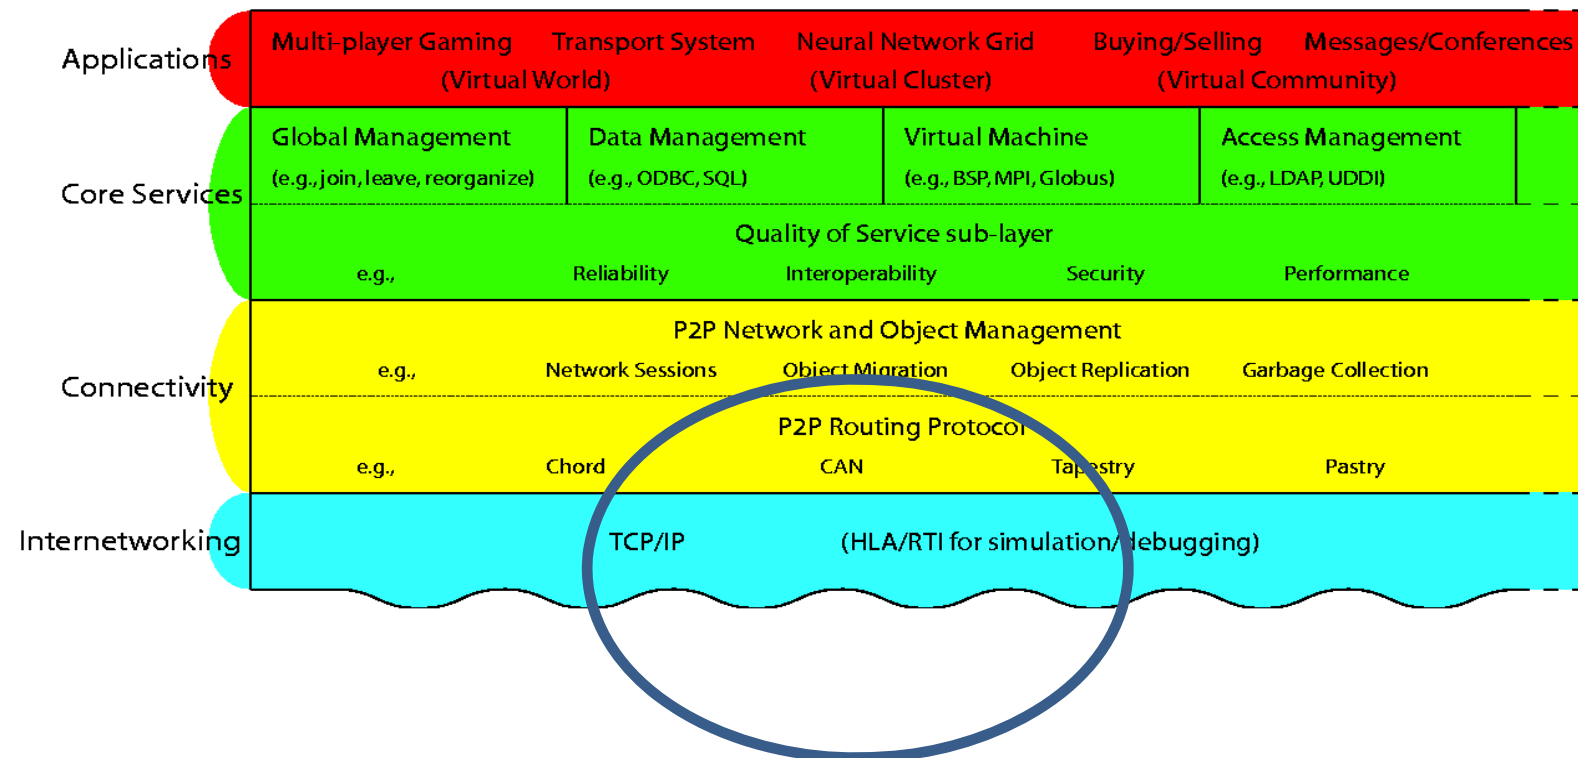 Applications
Multi-player Gaming Transport System Neural Network Grid Buying/Selling Messages/Conferences
(Virtual World) (Virtual Cluster) (Virtual Community)
Core Services
Global Management Data Management Virtual Machine Access Management
(e.g., join, leave, reorganize) (e.g., ODBC, SQL) (e.g., BSP, MPI, Globus) (e.g., LDAP, UDDI)
Quality of Service sub-layer
e.g., Reliability Interoperability Security Performance
Connectivity
P2P Network and Object Management
e.g., Network Sessions Object Migration Object Replication Garbage Collection
P2P Routing Protocol
e.g., Chord CAN Tapestry Pastry
Internetworking
TCP/IP (HLA/RTI for simulation/debugging)